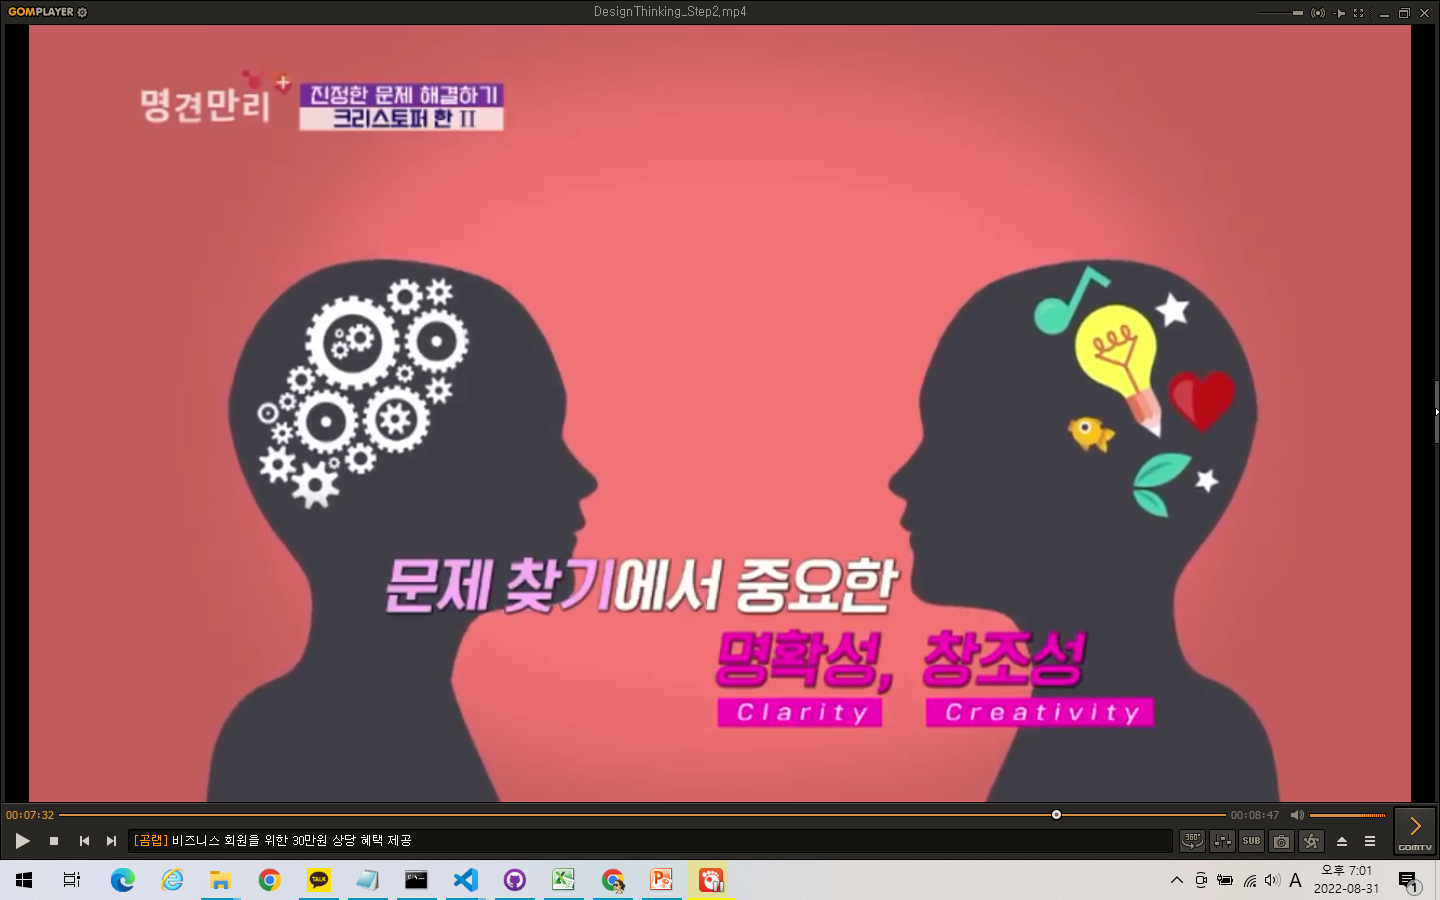 GOMPLAYER
DesignThinking_Step2.mp4
명견만리
진정한 문제 해결하기
크리스토퍼 한 II
문제 찾기에서 중요한
명확성, 창조성
Clarity Creativity
00:07:32
00:08:47
[곰랩] 비즈니스 회원을 위한 30만원 상당 혜택 제공
360°
SUB
GOMTV
TALK
A
오후 7:01
2022-08-31
1